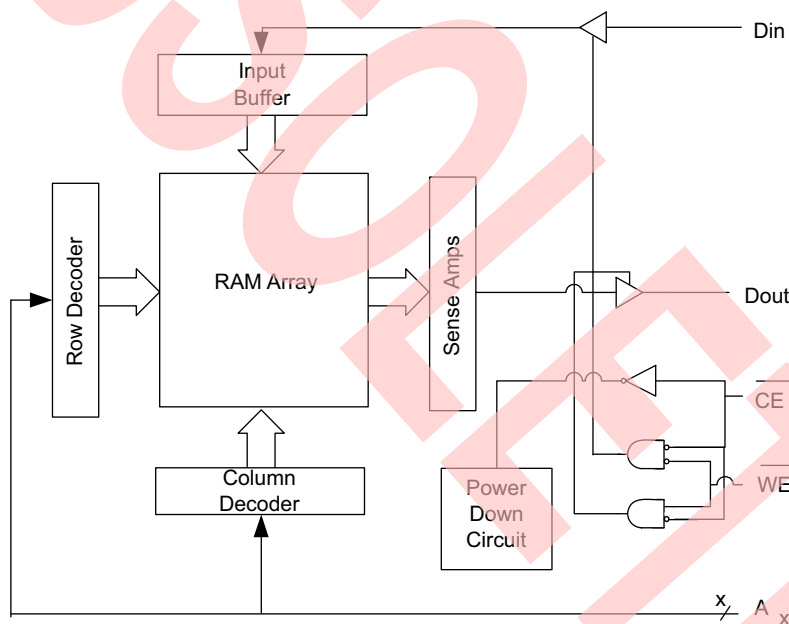 Din
Input
Buffer
Row Decoder
RAM Array
Sense Amps
Dout
CE
Column
Decoder
Power
Down
Circuit
WE
x
A x